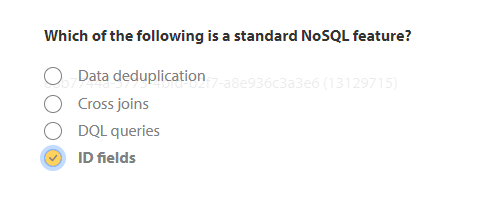 Which of the following is a standard NoSQL feature?
Data deduplication
Cross joins
DQL queries
ID fields